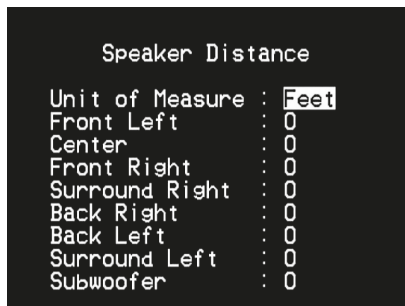 Speaker Distance
Unit of Measure : Feet
Front Left : 0
Center : 0
Front Right : 0
Surround Right : 0
Back Right : 0
Back Left : 0
Surround Left : 0
Subwoofer : 0